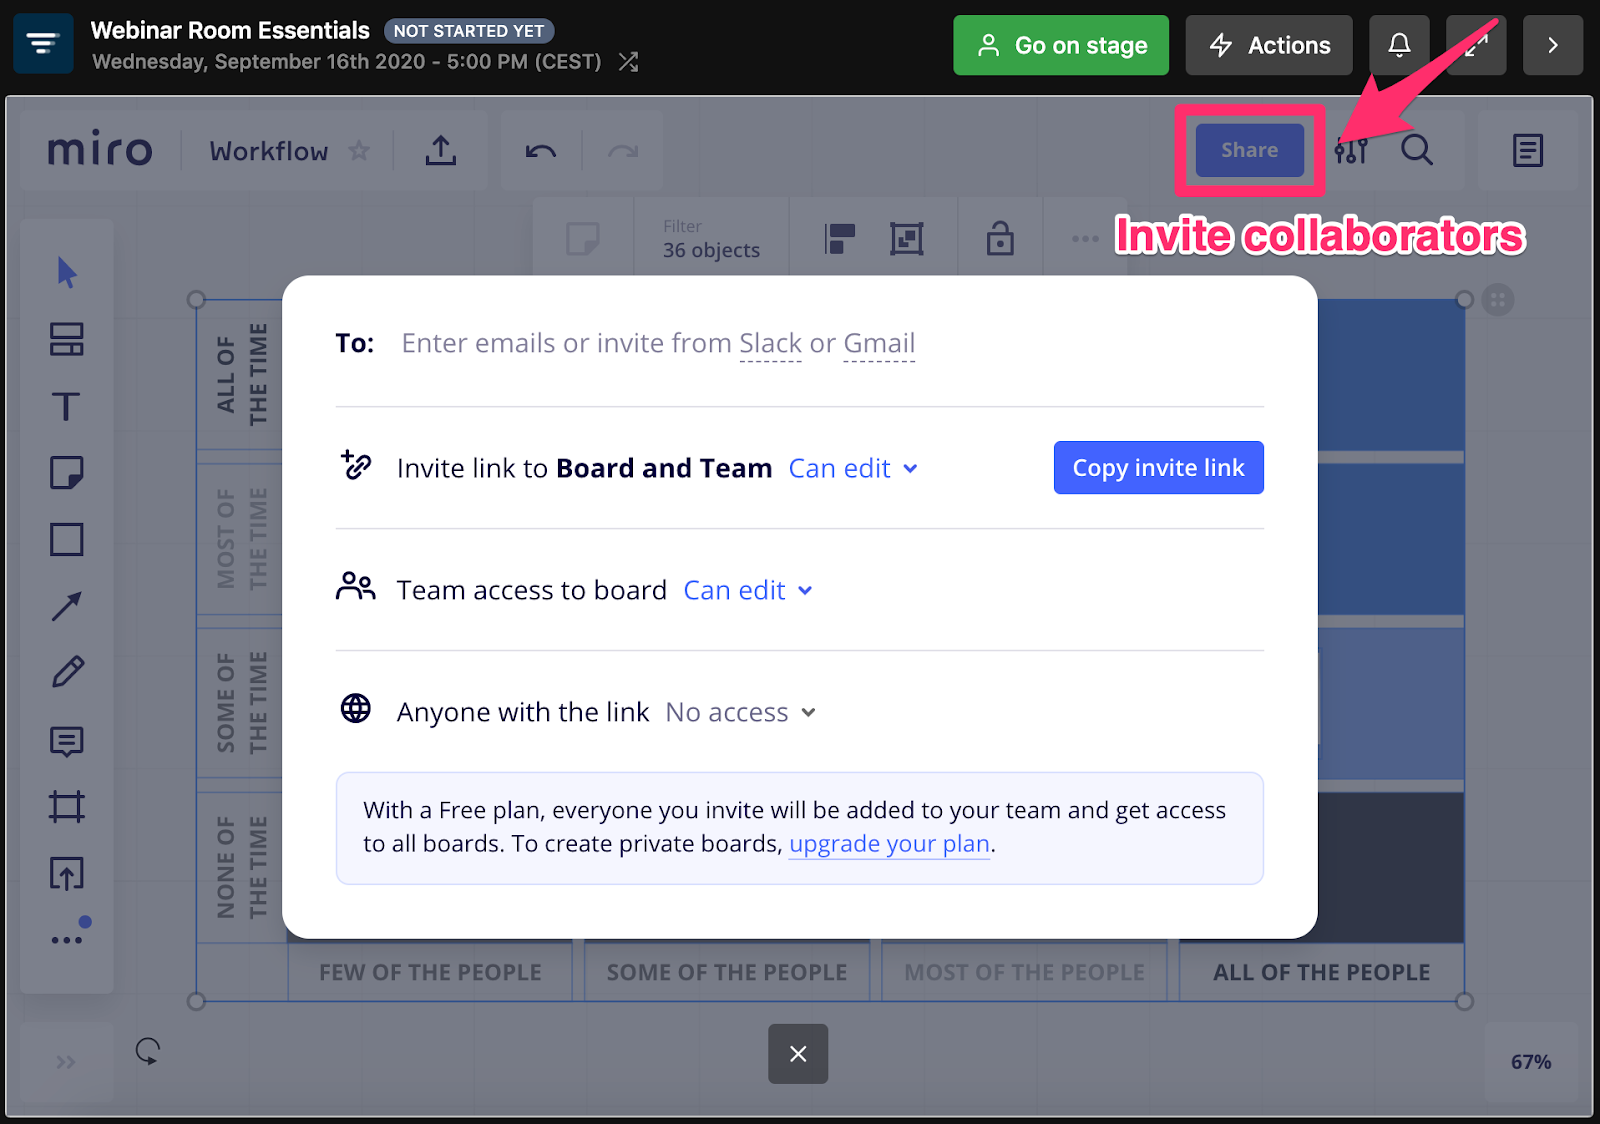 Webinar Room Essentials NOT STARTED YET
Wednesday, September 16th 2020 - 5:00 PM (CEST)
Go on stage
Actions
miro
Workflow
Share
Invite collaborators
Filter
36 objects
To: Enter emails or invite from Slack or Gmail
Invite link to Board and Team Can edit
Copy invite link
Team access to board Can edit
Anyone with the link No access
With a Free plan, everyone you invite will be added to your team and get access
to all boards. To create private boards, upgrade your plan.
ALL OF
THE TIME
MOST OF
THE TIME
SOME OF
THE TIME
NONE OF
THE TIME
FEW OF THE PEOPLE
SOME OF THE PEOPLE
MOST OF THE PEOPLE
ALL OF THE PEOPLE
67%